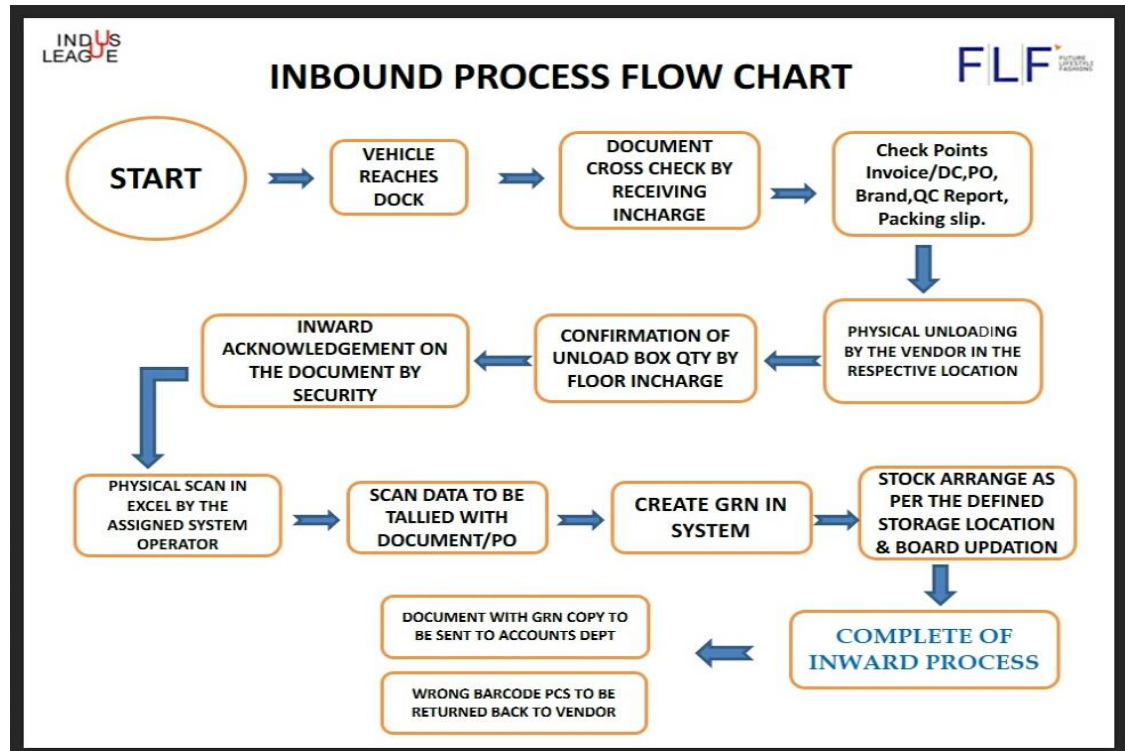 INDUS
LEAGUE
INBOUND PROCESS FLOW CHART
FLF
FUTURE
LIFESTYLE
FASHIONS
START
VEHICLE
REACHES
DOCK
DOCUMENT
CROSS CHECK BY
RECEIVING
INCHARGE
Check Points
Invoice/DC,PO,
Brand,QC Report,
Packing slip.
PHYSICAL UNLOADING
BY THE VENDOR IN THE
RESPECTIVE LOCATION
CONFIRMATION OF
UNLOAD BOX QTY BY
FLOOR INCHARGE
INWARD
ACKNOWLEDGEMENT ON
THE DOCUMENT BY
SECURITY
PHYSICAL SCAN IN
EXCEL BY THE
ASSIGNED SYSTEM
OPERATOR
SCAN DATA TO BE
TALLIED WITH
DOCUMENT/PO
CREATE GRN IN
SYSTEM
STOCK ARRANGE AS
PER THE DEFINED
STORAGE LOCATION
& BOARD UPDATION
COMPLETE OF
INWARD PROCESS
DOCUMENT WITH GRN COPY TO
BE SENT TO ACCOUNTS DEPT
WRONG BARCODE PCS TO BE
RETURNED BACK TO VENDOR